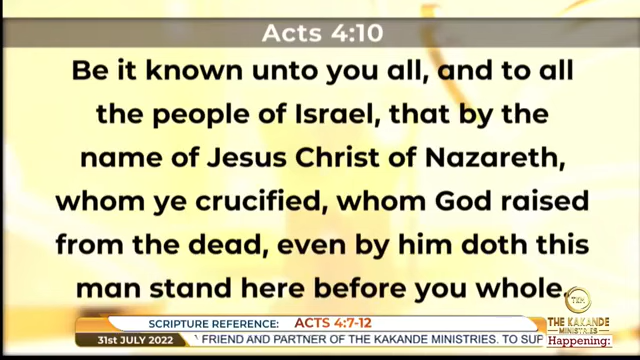 Acts 4:10
Be it known unto you all, and to all
the people of Israel, that by the
name of Jesus Christ of Nazareth,
whom ye crucified, whom God raised
from the dead, even by him doth this
man stand here before you whole.
SCRIPTURE REFERENCE: ACTS 4:7-12
31st JULY 2022 FRIEND AND PARTNER OF THE KAKANDE MINISTRIES. TO SUP
TKM
THE KAKANDE
MINISTRIES
Happening: